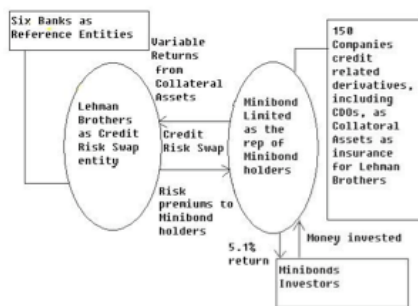 Six Banks as
Reference Entities
Variable
Returns
from
Collateral
Assets
Lehman
Brothers
as Credit
Risk Swap
entity
Credit
Risk Swap
Risk
premiums to
Minibond
holders
Minibond
Limited
as the
rep of
Minibond
holders
150
Companies
credit
related
derivatives,
including
CDOs, as
Collatoral
Assets as
insurance
for Lehman
Brothers
5.1%
return
Money invested
Minibonds
Investors